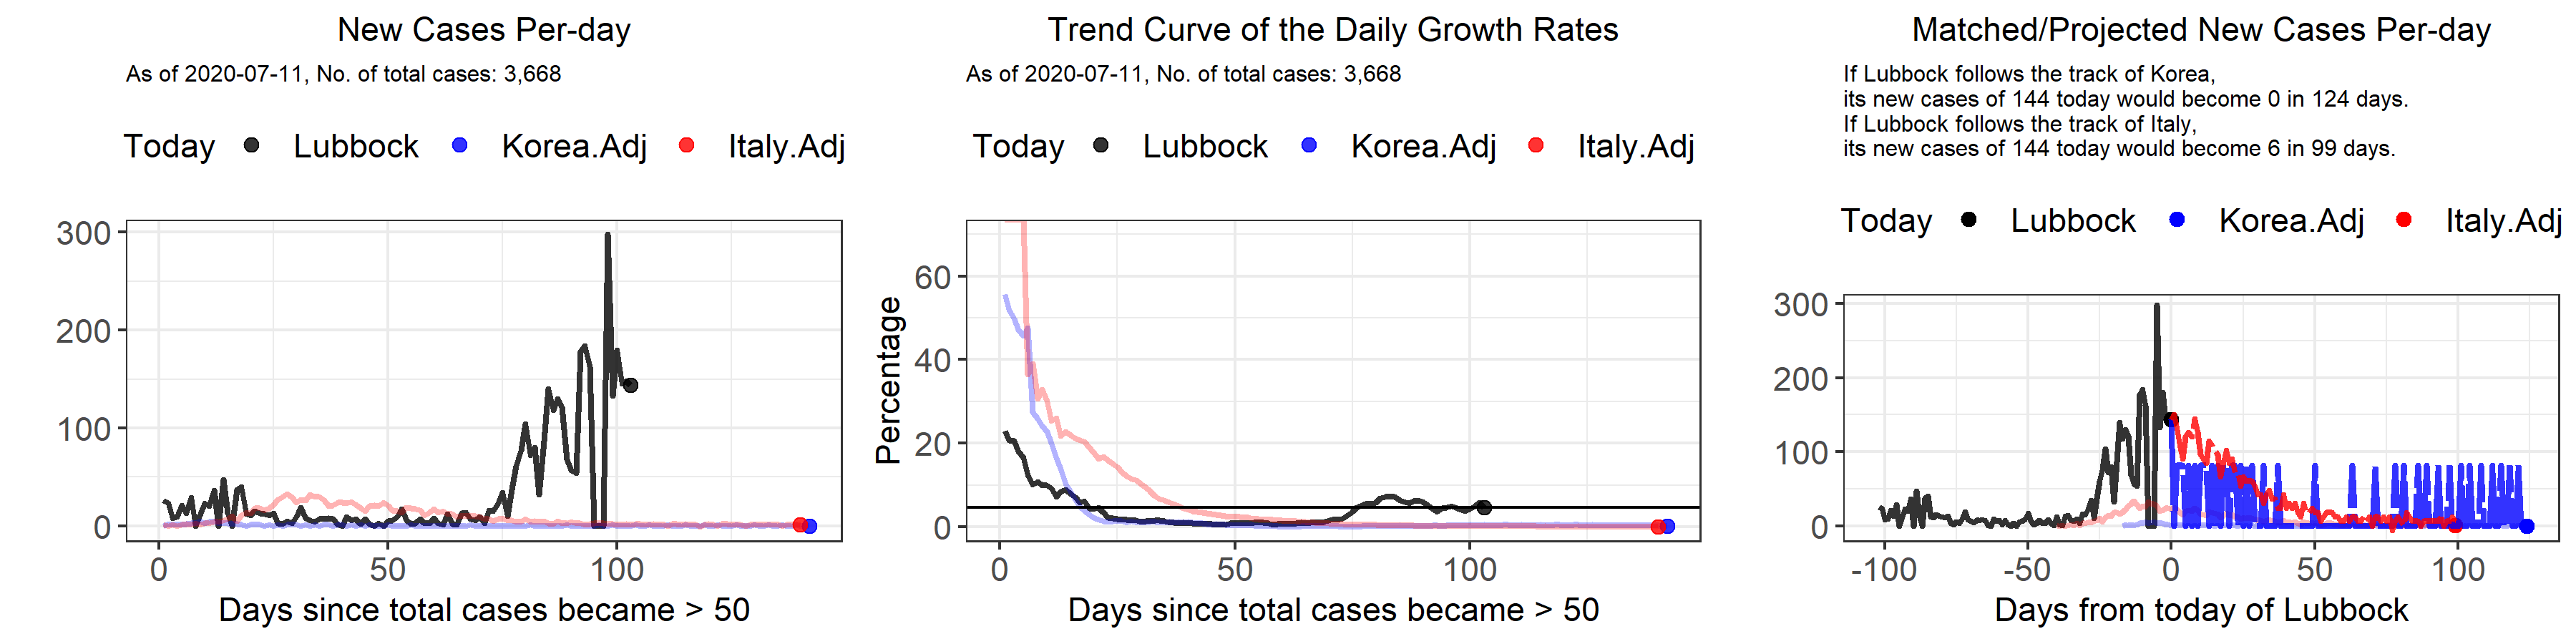 New Cases Per-day
As of 2020-07-11, No. of total cases: 3,668
Today Lubbock Korea.Adj Italy.Adj
300
200
100
0
0 50 100
Days since total cases became > 50
Trend Curve of the Daily Growth Rates
As of 2020-07-11, No. of total cases: 3,668
Today Lubbock Korea.Adj Italy.Adj
Percentage
60
40
20
0
0 50 100
Days since total cases became > 50
Matched/Projected New Cases Per-day
If Lubbock follows the track of Korea,
its new cases of 144 today would become 0 in 124 days.
If Lubbock follows the track of Italy,
its new cases of 144 today would become 6 in 99 days.
Today Lubbock Korea.Adj Italy.Adj
300
200
100
0
-100 -50 0 50 100
Days from today of Lubbock